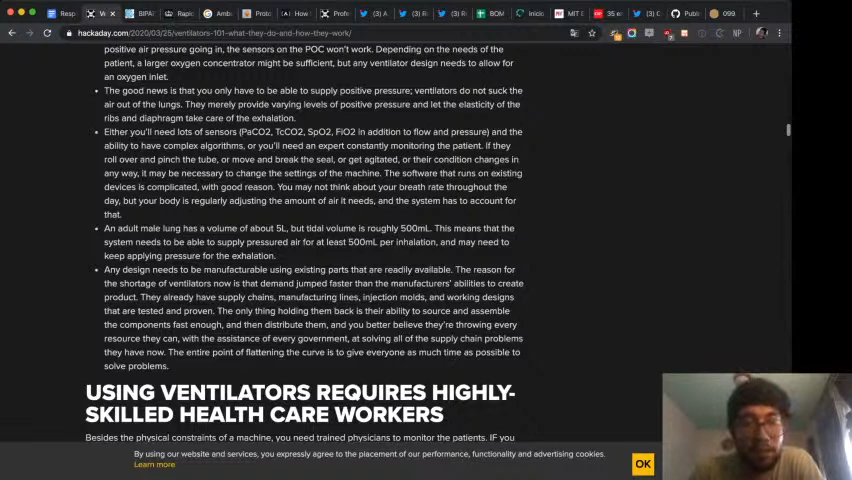 Resp
Ve
BIPA
Rapid
Amb
Proto
How
Profe
(3) A
(3) R
(3) R
BOM
Inicio
MIT E
35 e
(3) C
Publi
099
hackaday.com/2020/03/25/ventilators-101-what-they-do-and-how-they-work/
NP
positive air pressure going in, the sensors on the POC won't work. Depending on the needs of the
patient, a larger oxygen concentrator might be sufficient, but any ventilator design needs to allow for
an oxygen inlet.
• The good news is that you only have to be able to supply positive pressure; ventilators do not suck the
air out of the lungs. They merely provide varying levels of positive pressure and let the elasticity of the
ribs and diaphragm take care of the exhalation.
• Either you'll need lots of sensors (PaCO2, TcCO2, SpO2, FiO2 in addition to flow and pressure) and the
ability to have complex algorithms, or you'll need an expert constantly monitoring the patient. If they
roll over and pinch the tube, or move and break the seal, or get agitated, or their condition changes in
any way, it may be necessary to change the settings of the machine. The software that runs on existing
devices is complicated, with good reason. You may not think about your breath rate throughout the
day, but your body is regularly adjusting the amount of air it needs, and the system has to account for
that.
• An adult male lung has a volume of about 5L, but tidal volume is roughly 500mL. This means that the
system needs to be able to supply pressured air for at least 500mL per inhalation, and may need to
keep applying pressure for the exhalation.
• Any design needs to be manufacturable using existing parts that are readily available. The reason for
the shortage of ventilators now is that demand jumped faster than the manufacturers' abilities to create
product. They already have supply chains, manufacturing lines, injection molds, and working designs
that are tested and proven. The only thing holding them back is their ability to source and assemble
the components fast enough, and then distribute them, and you better believe they're throwing every
resource they can, with the assistance of every government, at solving all of the supply chain problems
they have now. The entire point of flattening the curve is to give everyone as much time as possible to
solve problems.
USING VENTILATORS REQUIRES HIGHLY-
SKILLED HEALTH CARE WORKERS
Besides the physical constraints of a machine, you need trained physicians to monitor the patients. IF you
By using our website and services, you expressly agree to the placement of our performance, functionality and advertising cookies.
Learn more
OK